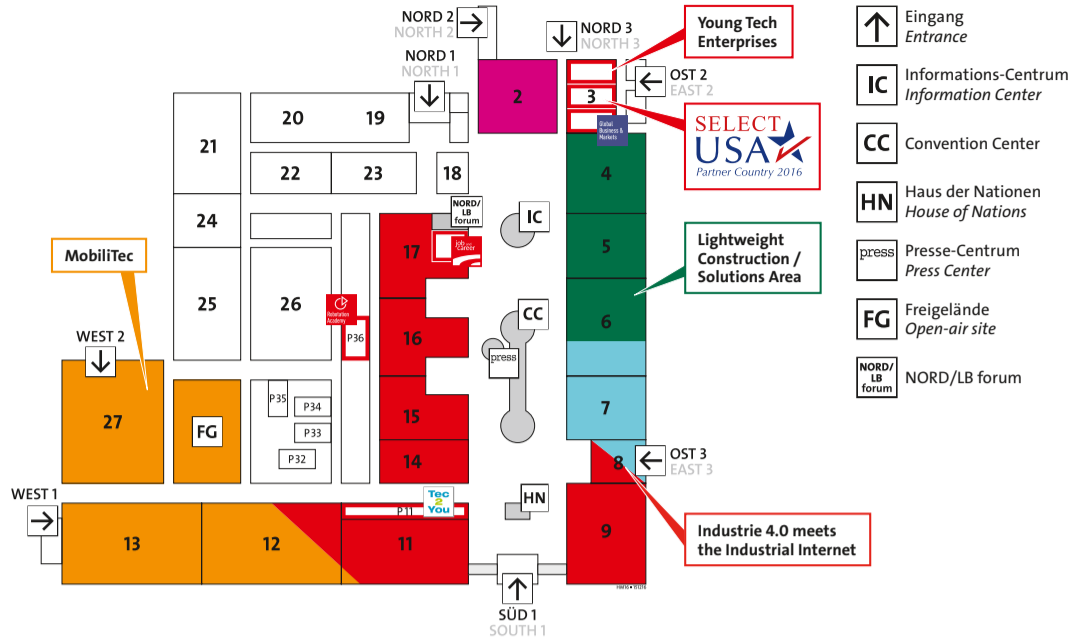 NORD 2
NORTH 2
NORD 3
NORTH 3
Young Tech
Enterprises
Eingang
Entrance
NORD 1
NORTH 1
OST 2
EAST 2
IC
Informations-Centrum
Information Center
2
3
20
19
Global
Business &
Markets
SELECT
USA
Partner Country 2016
CC
Convention Center
21
22
23
18
4
HN
Haus der Nationen
House of Nations
NORD/
LB
forum
IC
24
17
job and
career
5
Lightweight
Construction /
Solutions Area
press
Presse-Centrum
Press Center
MobiliTec
25
26
Robotation
Academy
P36
16
CC
6
FG
Freigelände
Open-air site
WEST 2
press
NORD/
LB
forum
NORD/LB forum
27
FG
P35
P34
P33
P32
15
7
14
8
OST 3
EAST 3
WEST 1
Tec
2
You
P11
HN
13
12
11
9
Industrie 4.0 meets
the Industrial Internet
SÜD 1
SOUTH 1